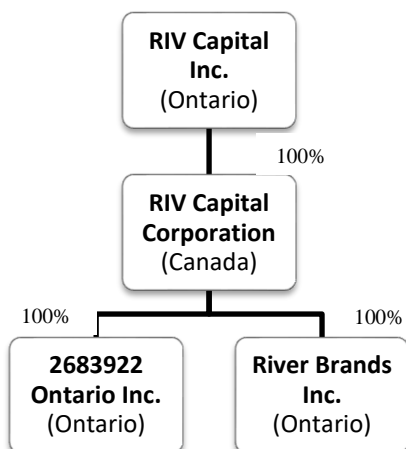 RIV Capital
Inc.
(Ontario)
100%
RIV Capital
Corporation
(Canada)
100%
100%
2683922
Ontario Inc.
(Ontario)
River Brands
Inc.
(Ontario)